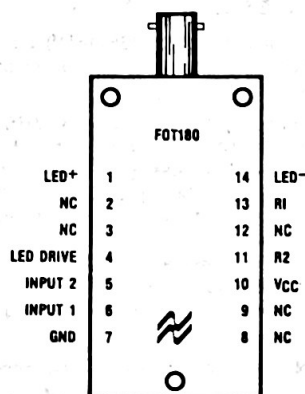 FOT180
LED+ 1 14 LED−
NC 2 13 RI
NC 3 12 NC
LED DRIVE 4 11 R2
INPUT 2 5 10 VCC
INPUT 1 6 9 NC
GND 7 8 NC